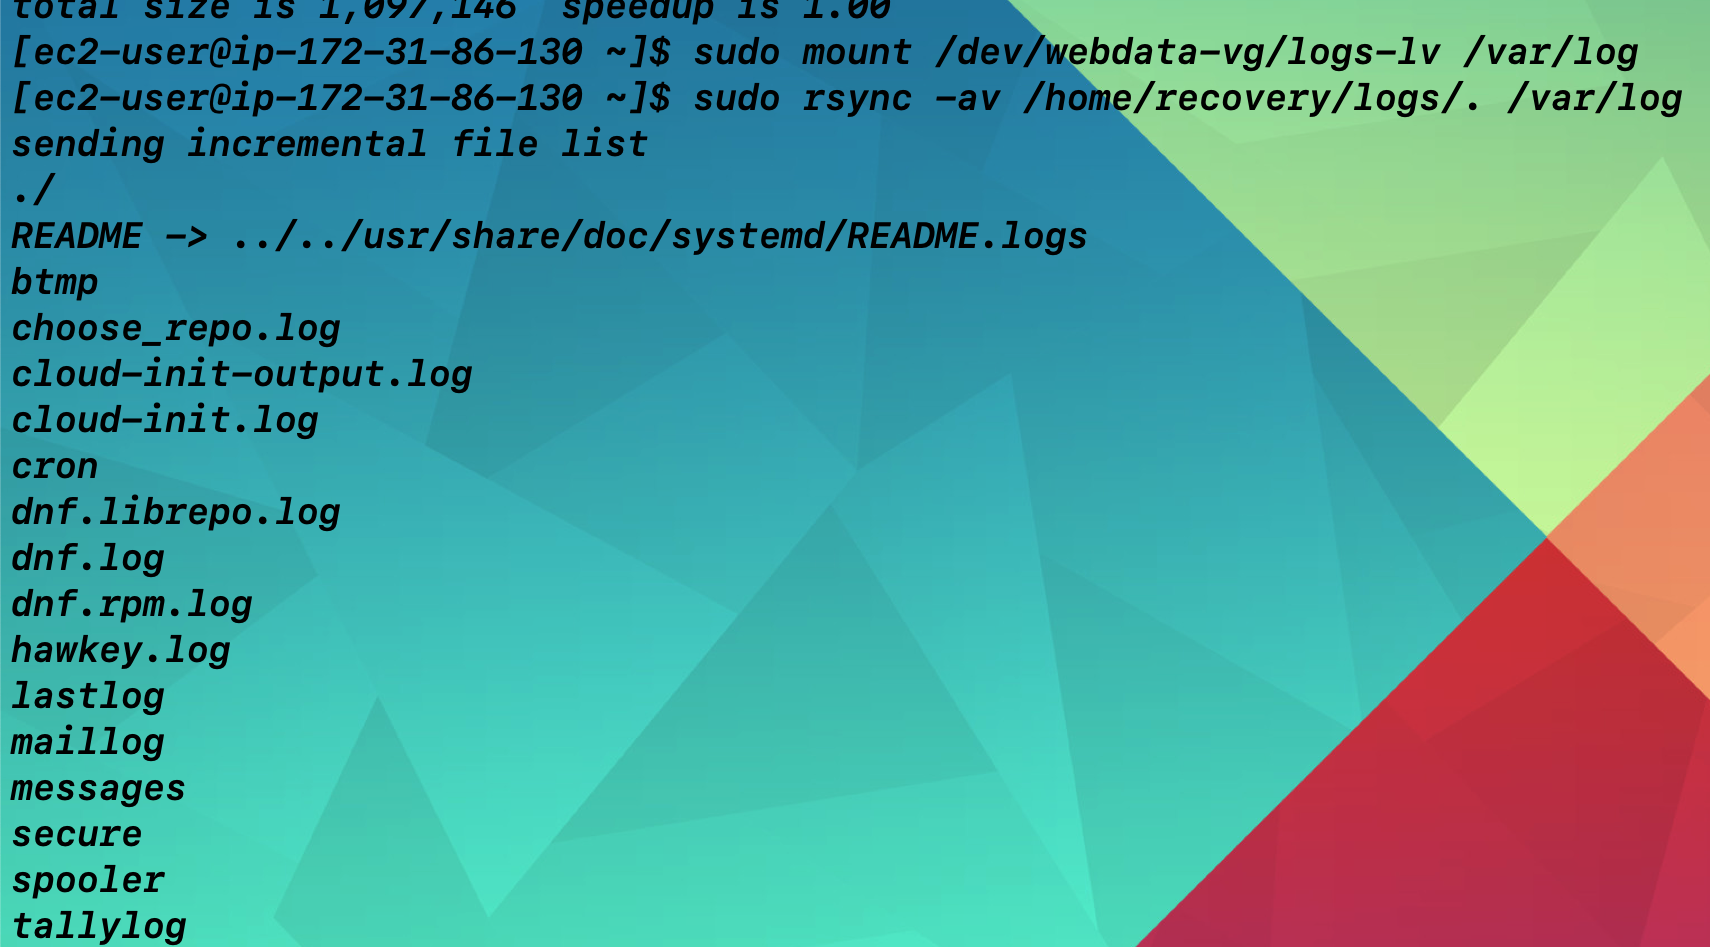 total size is 1,097,146  speedup is 1.00
[ec2-user@ip-172-31-86-130 ~]$ sudo mount /dev/webdata-vg/logs-lv /var/log
[ec2-user@ip-172-31-86-130 ~]$ sudo rsync -av /home/recovery/logs/. /var/log
sending incremental file list
./
README -> ../../usr/share/doc/systemd/README.logs
btmp
choose_repo.log
cloud-init-output.log
cloud-init.log
cron
dnf.librepo.log
dnf.log
dnf.rpm.log
hawkey.log
lastlog
maillog
messages
secure
spooler
tallylog